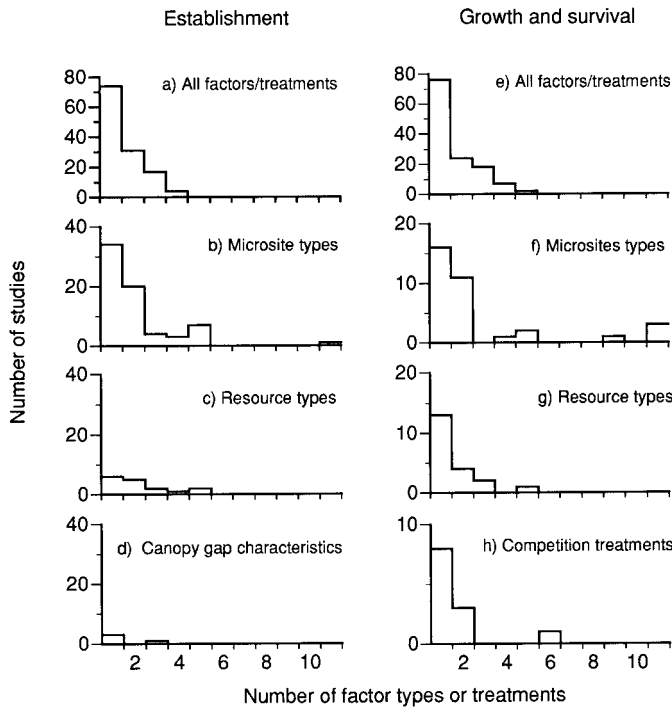 Establishment
Growth and survival
Number of studies
80
60
40
20
0
a) All factors/treatments
80
60
40
20
0
e) All factors/treatments
40
20
0
b) Microsite types
20
10
0
f) Microsites types
40
20
0
c) Resource types
20
10
0
g) Resource types
40
20
0
d) Canopy gap characteristics
10
0
h) Competition treatments
2 4 6 8 10
2 4 6 8 10
Number of factor types or treatments